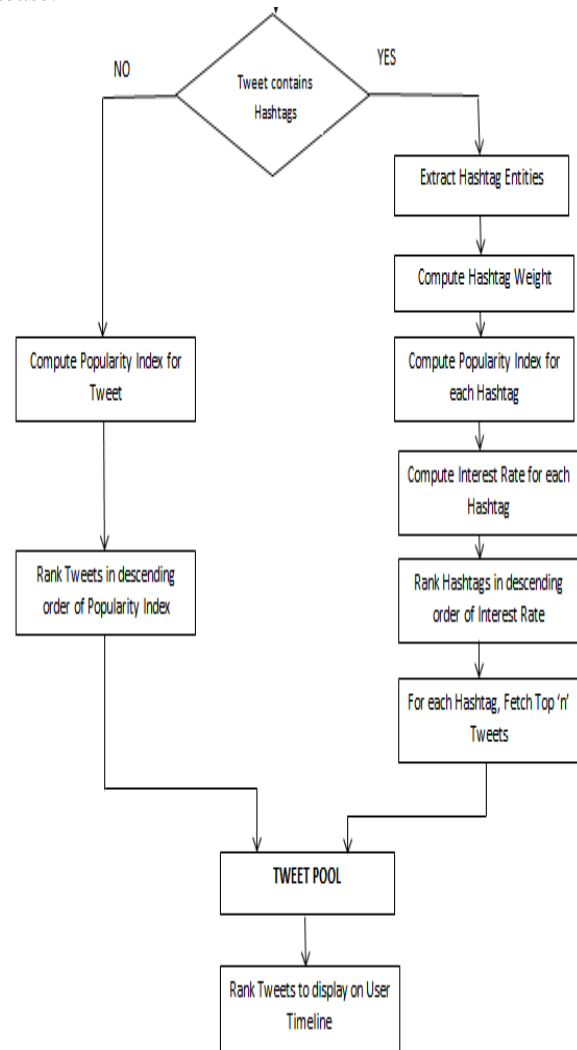 NO
YES
Tweet contains
Hashtags
Extract Hashtag Entities
Compute Hashtag Weight
Compute Popularity Index for
Tweet
Compute Popularity Index for
each Hashtag
Compute Interest Rate for each
Hashtag
Rank Tweets in descending
order of Popularity Index
Rank Hashtags in descending
order of Interest Rate
For each Hashtag, Fetch Top 'n'
Tweets
TWEET POOL
Rank Tweets to display on User
Timeline